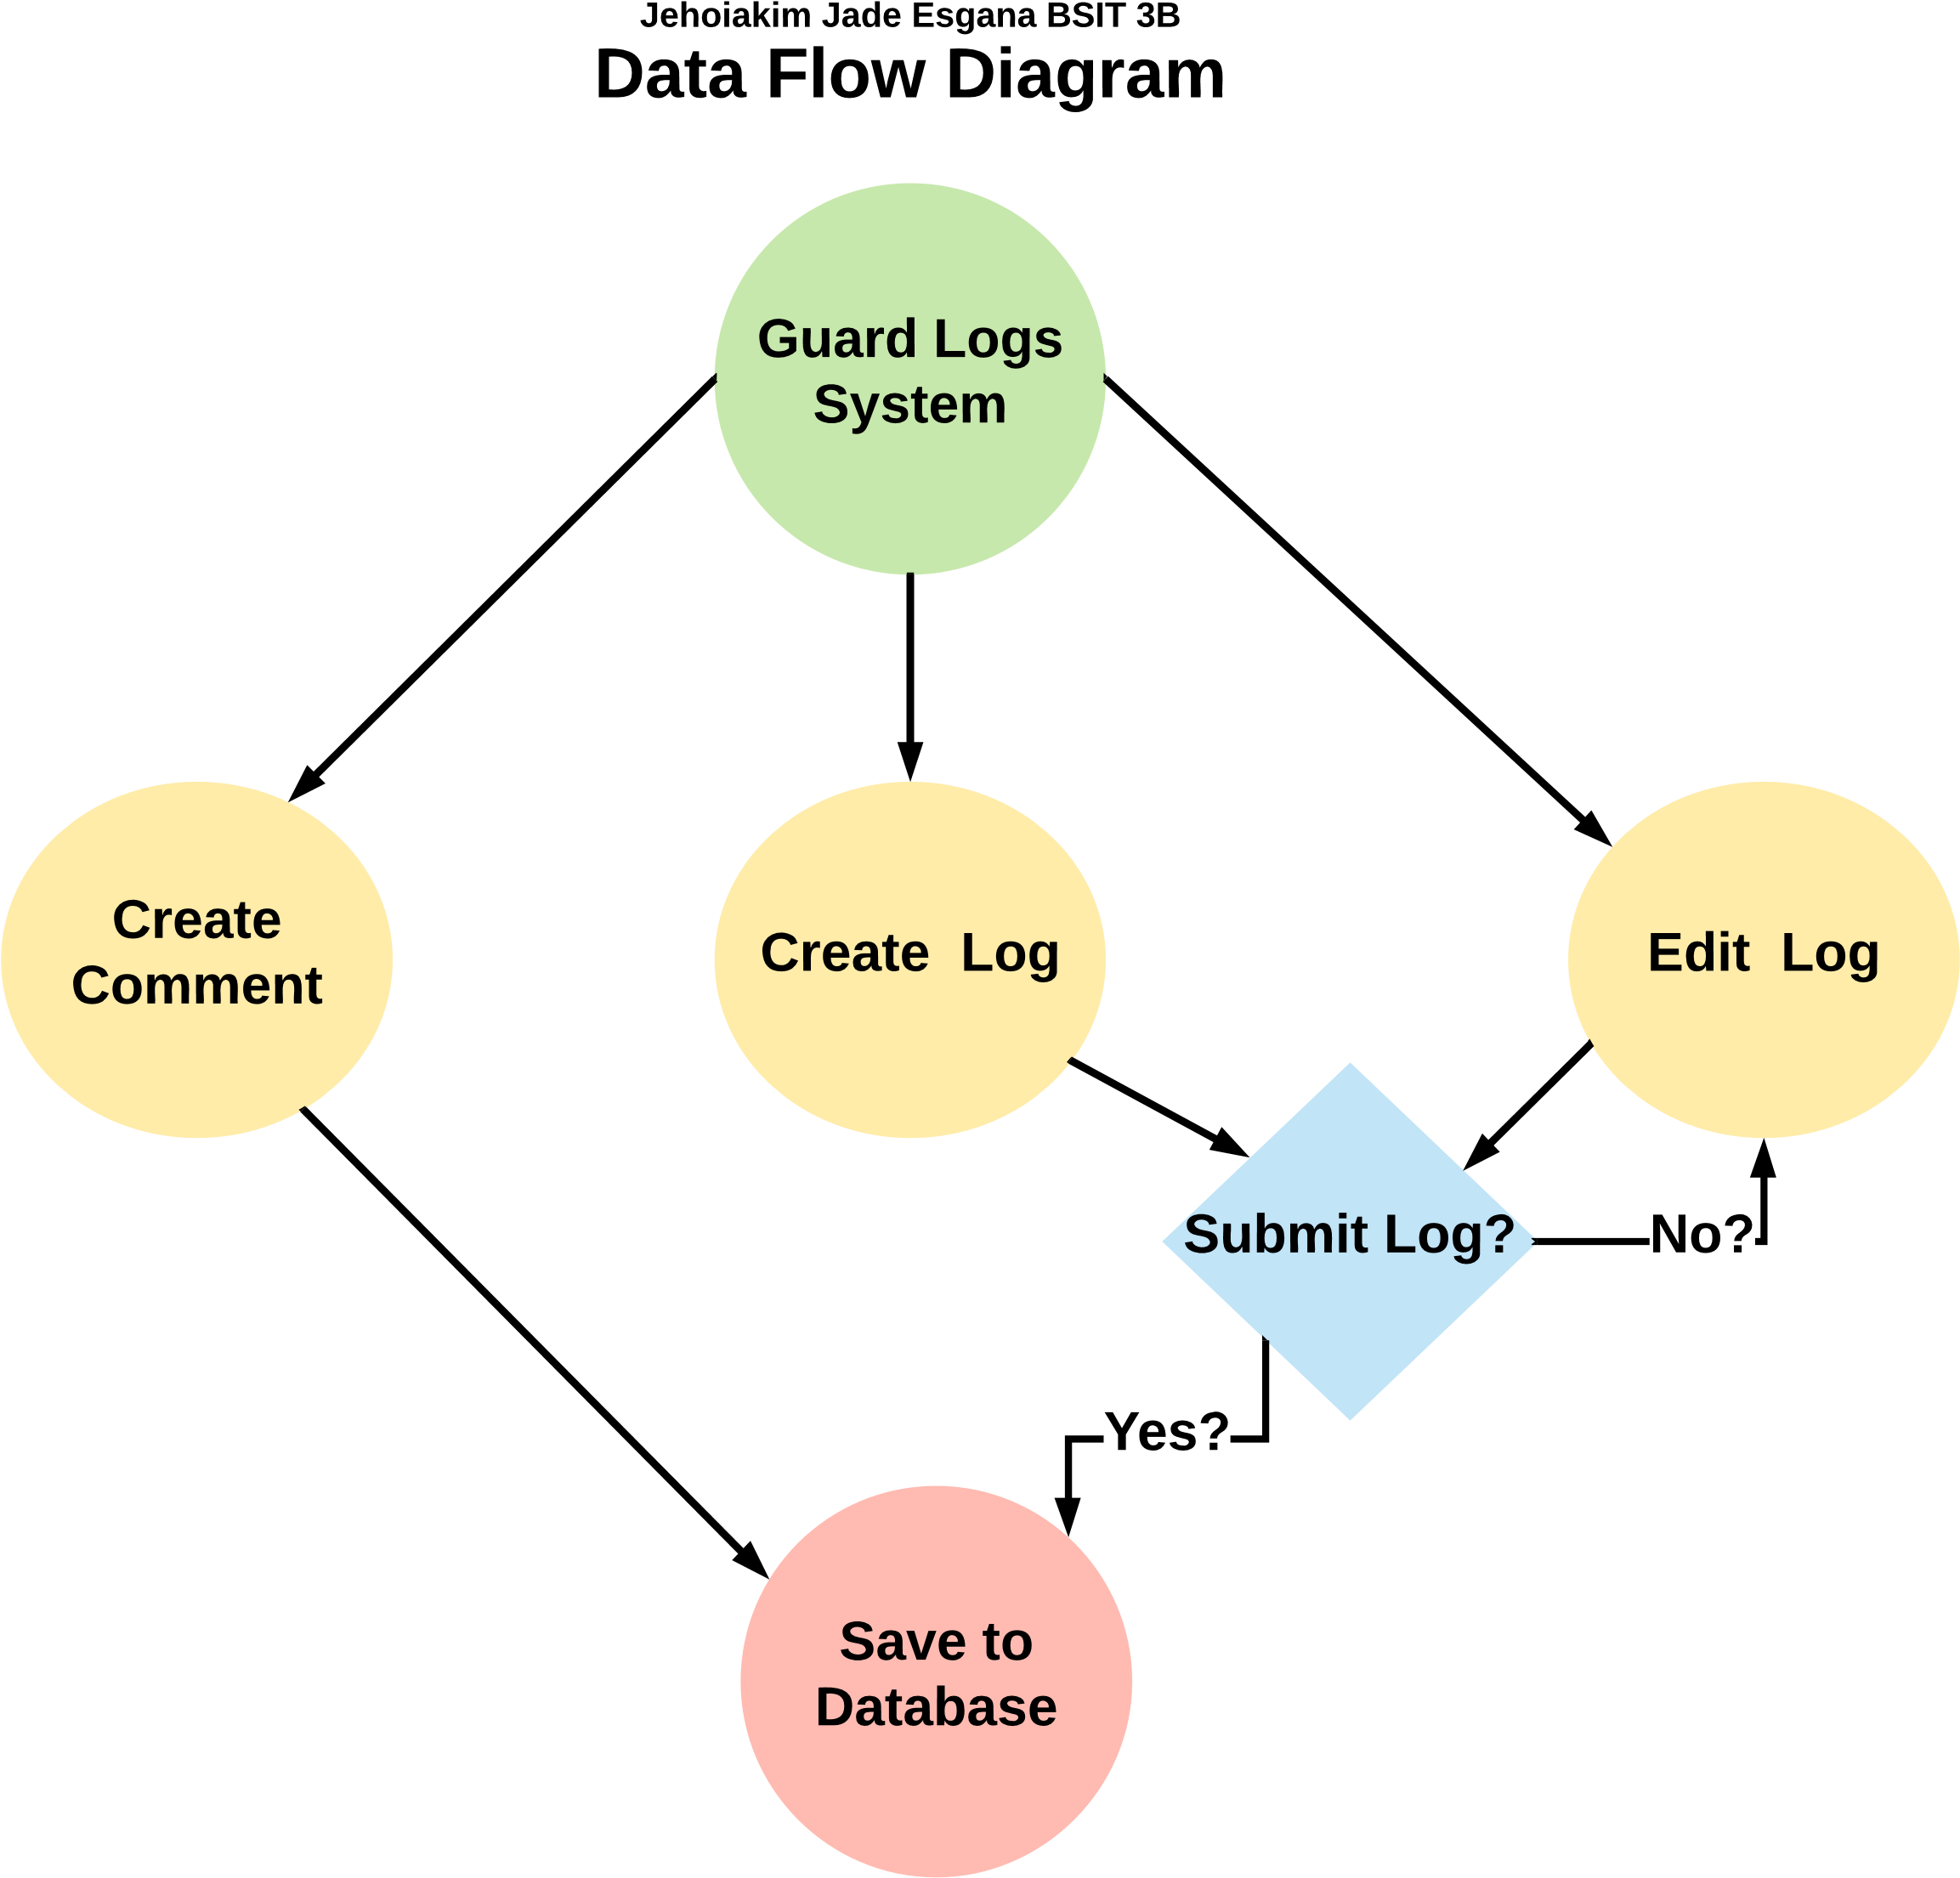 Jehoiakim Jade Esgana BSIT 3B
Data Flow Diagram
Guard Logs
System
Create
Comment
Create Log
Edit Log
Submit Log?
No?
Yes?
Save to
Database